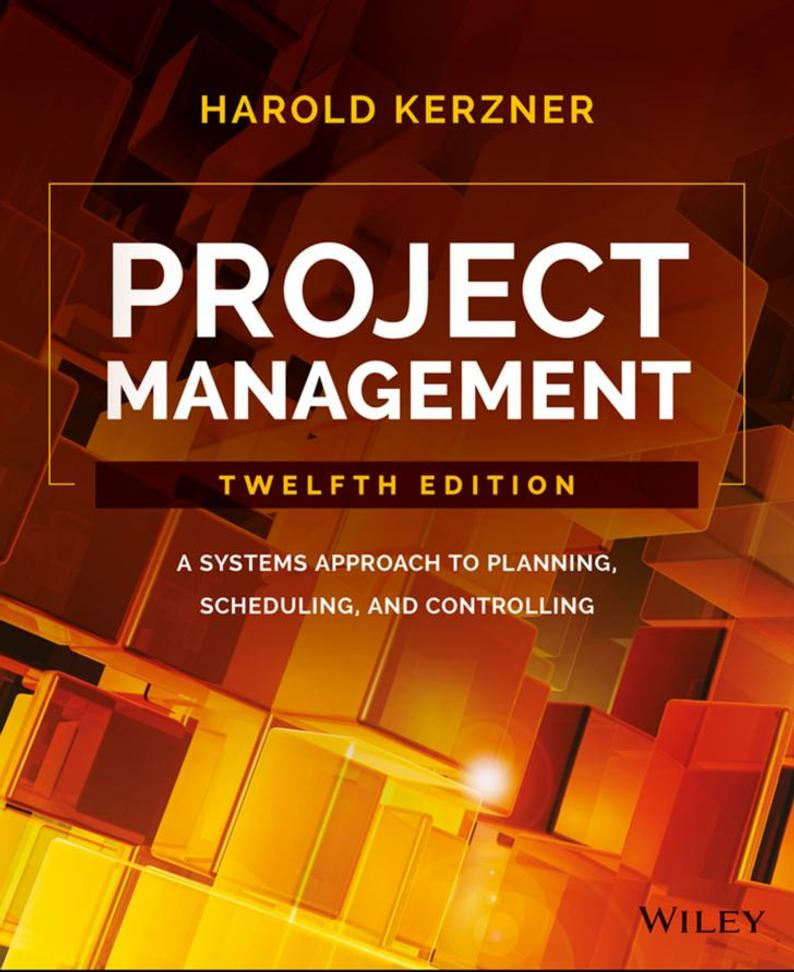 HAROLD KERZNER
PROJECT
MANAGEMENT
TWELFTH EDITION
A SYSTEMS APPROACH TO PLANNING,
SCHEDULING, AND CONTROLLING
WILEY